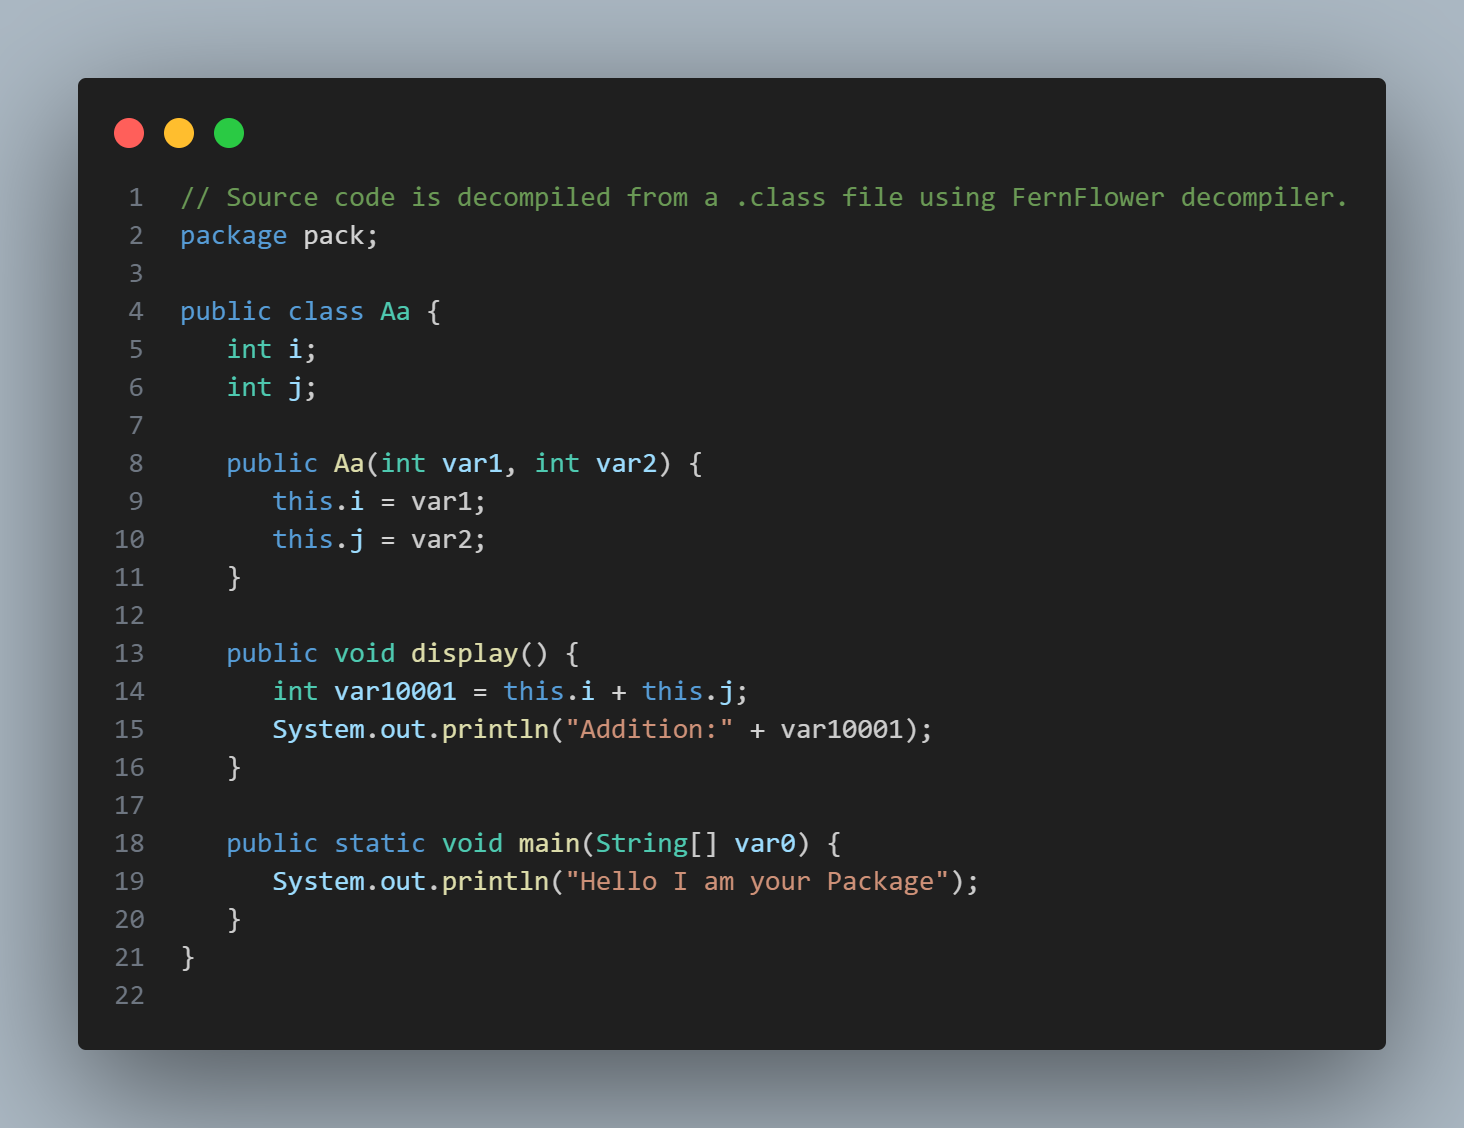 1 // Source code is decompiled from a .class file using FernFlower decompiler.
2 package pack;
3
4 public class Aa {
5    int i;
6    int j;
7
8    public Aa(int var1, int var2) {
9       this.i = var1;
10       this.j = var2;
11    }
12
13    public void display() {
14       int var10001 = this.i + this.j;
15       System.out.println("Addition:" + var10001);
16    }
17
18    public static void main(String[] var0) {
19       System.out.println("Hello I am your Package");
20    }
21 }
22